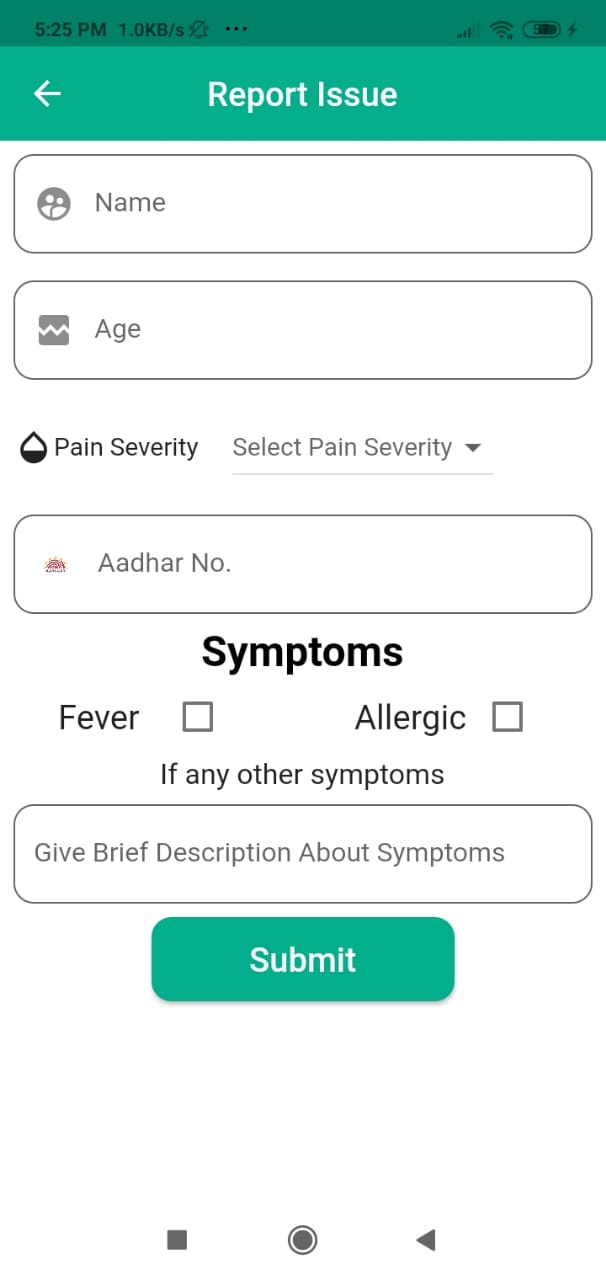 5:25 PM 1.0KB/s ...
57
Report Issue
Name
Age
Pain Severity Select Pain Severity
Aadhar No.
Symptoms
Fever Allergic
If any other symptoms
Give Brief Description About Symptoms
Submit